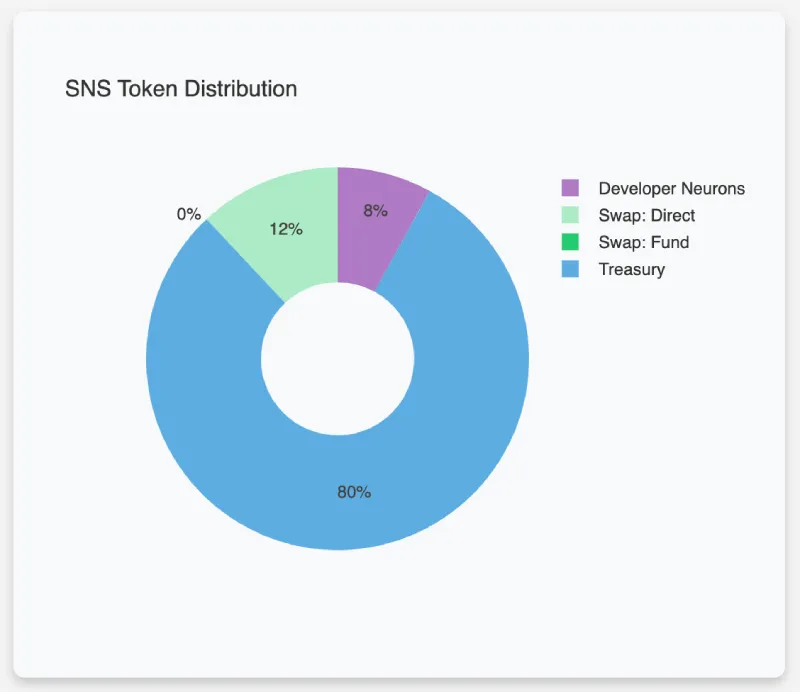 SNS Token Distribution
0%
12%
8%
80%
Developer Neurons
Swap: Direct
Swap: Fund
Treasury